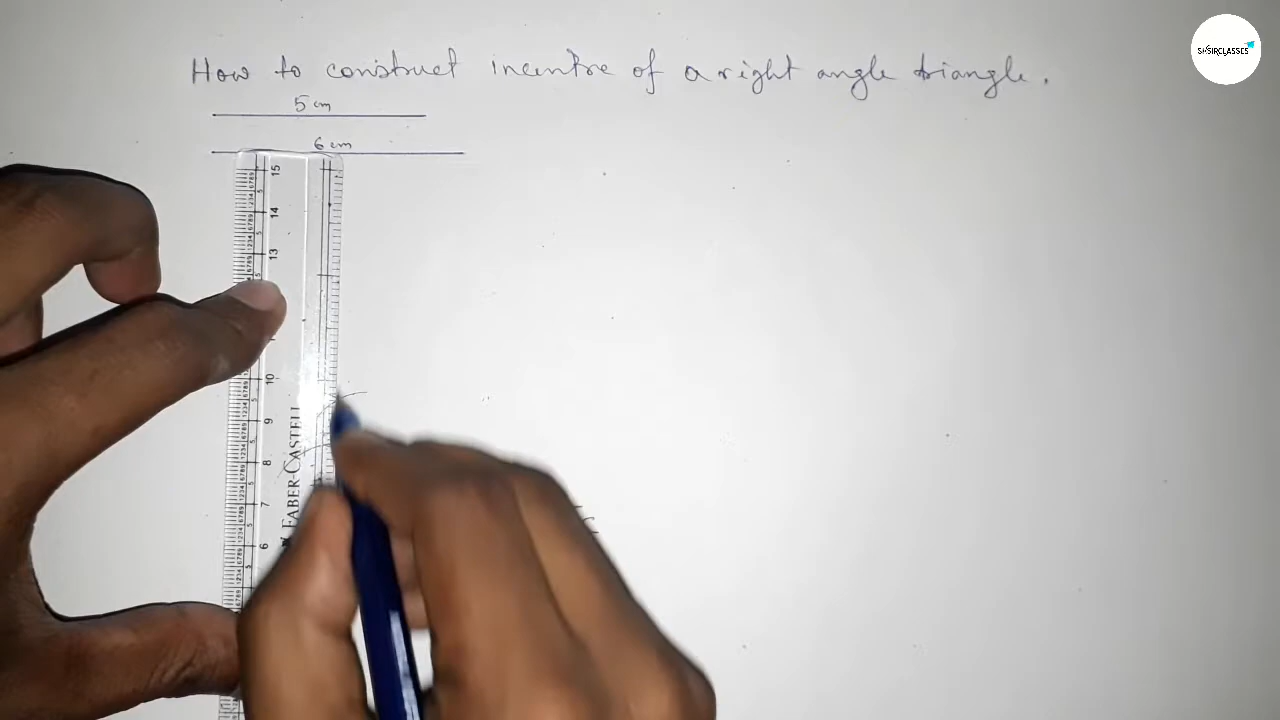 How to construct incentre of a right angle triangle.
5 cm
6 cm
SHSIRCLASSES
15
14
13
10
9
8
7
6
FABER-CASTELL